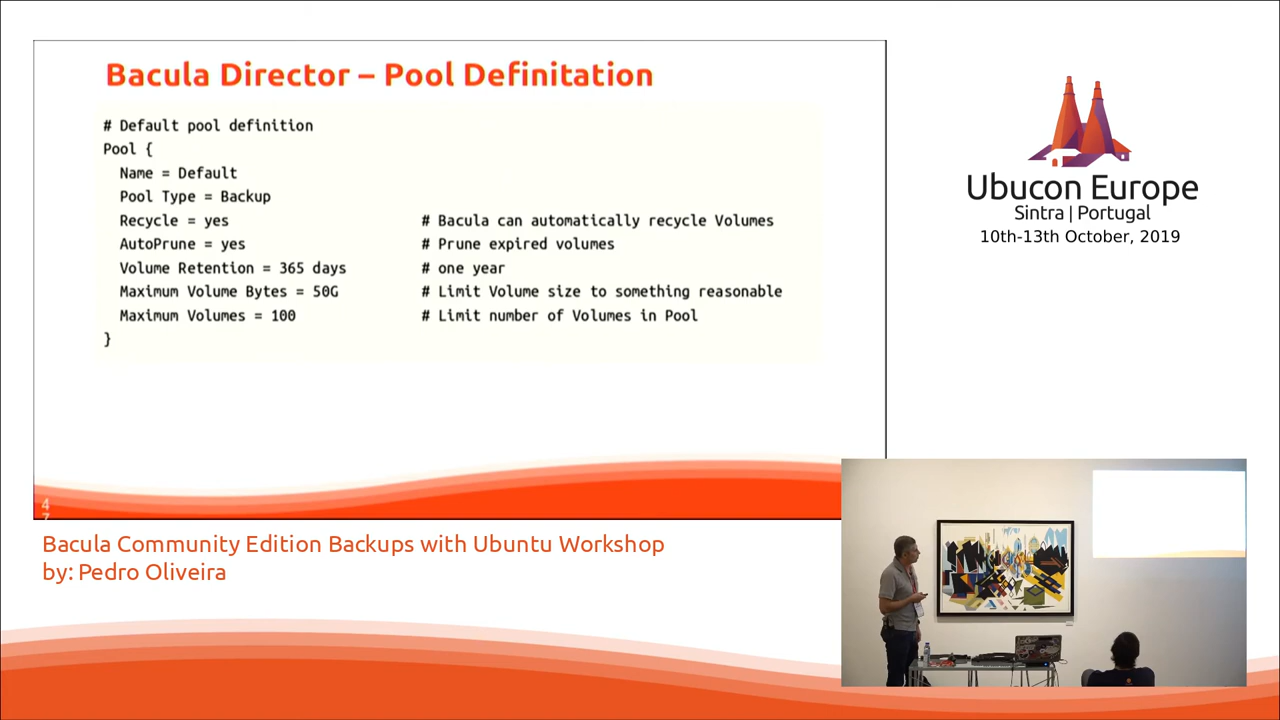 Bacula Director – Pool Definitation
# Default pool definition
Pool {
Name = Default
Pool Type = Backup
Recycle = yes # Bacula can automatically recycle Volumes
AutoPrune = yes # Prune expired volumes
Volume Retention = 365 days # one year
Maximum Volume Bytes = 50G # Limit Volume size to something reasonable
Maximum Volumes = 100 # Limit number of Volumes in Pool
}
47
Bacula Community Edition Backups with Ubuntu Workshop
by: Pedro Oliveira
Ubucon Europe
Sintra | Portugal
10th-13th October, 2019